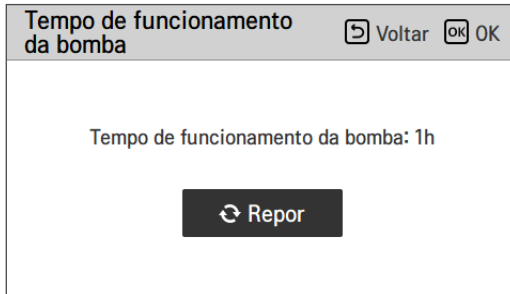 Tempo de funcionamento
da bomba
Voltar OK OK
Tempo de funcionamento da bomba: 1h
Repor